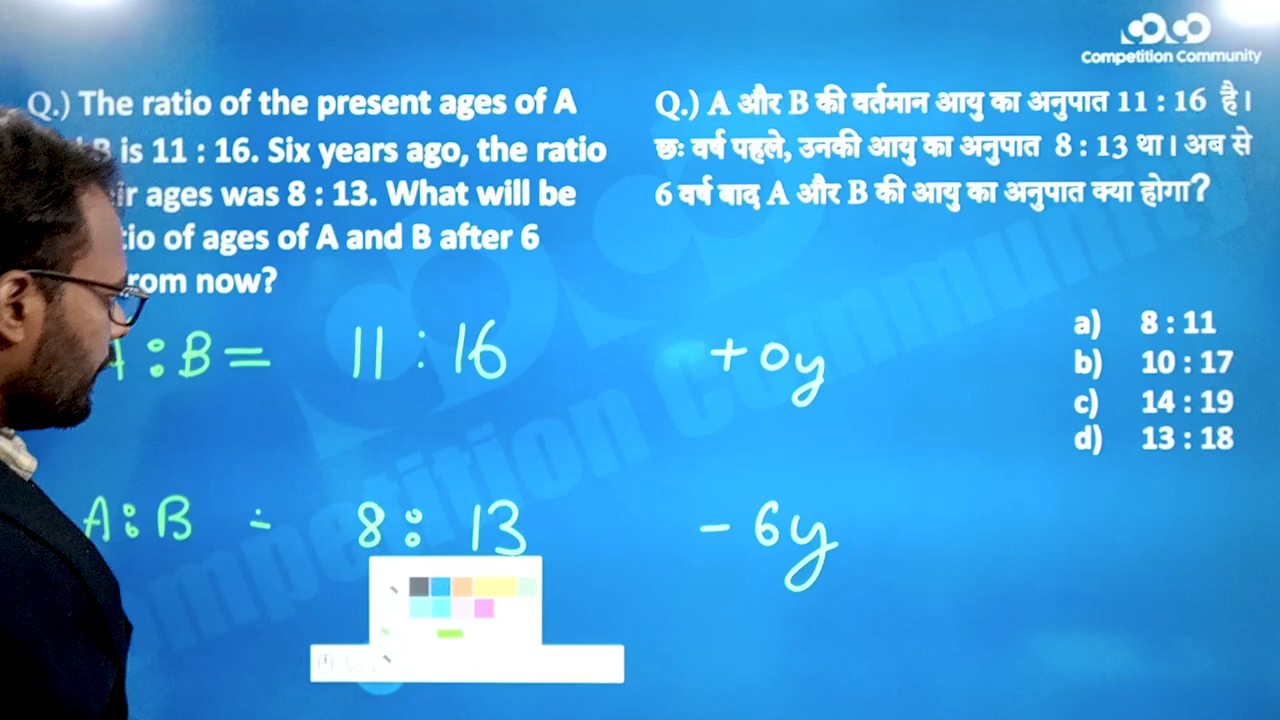 Competition Community
Q.) The ratio of the present ages of A
B is 11 : 16. Six years ago, the ratio
ages was 8 : 13. What will be
of ages of A and B after 6
now?
Q.) A और B की वर्तमान आयु का अनुपात 11 : 16 है।
छः वर्ष पहले, उनकी आयु का अनुपात 8 : 13 था। अब से
6 वर्ष बाद A और B की आयु का अनुपात क्या होगा?
a) 8 : 11
b) 10 : 17
c) 14 : 19
d) 13 : 18
A : B = 11 : 16 + 0y
A : B = 8 : 13 - 6y